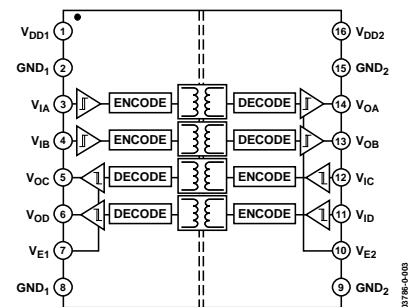 VDD1 1 16 VDD2
GND1 2 15 GND2
VIA 3 ENCODE DECODE 14 VOA
VIB 4 ENCODE DECODE 13 VOB
VOC 5 DECODE ENCODE 12 VIC
VOD 6 DECODE ENCODE 11 VID
VE1 7 10 VE2
GND1 8 9 GND2
03786-0-003